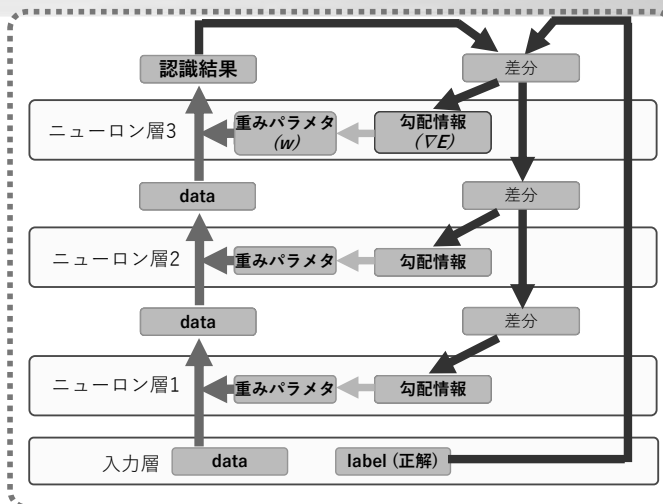 認識結果
差分
ニューロン層3
重みパラメタ
(w)
勾配情報
(∇E)
data
差分
ニューロン層2
重みパラメタ
勾配情報
data
差分
ニューロン層1
重みパラメタ
勾配情報
入力層
data
label (正解)